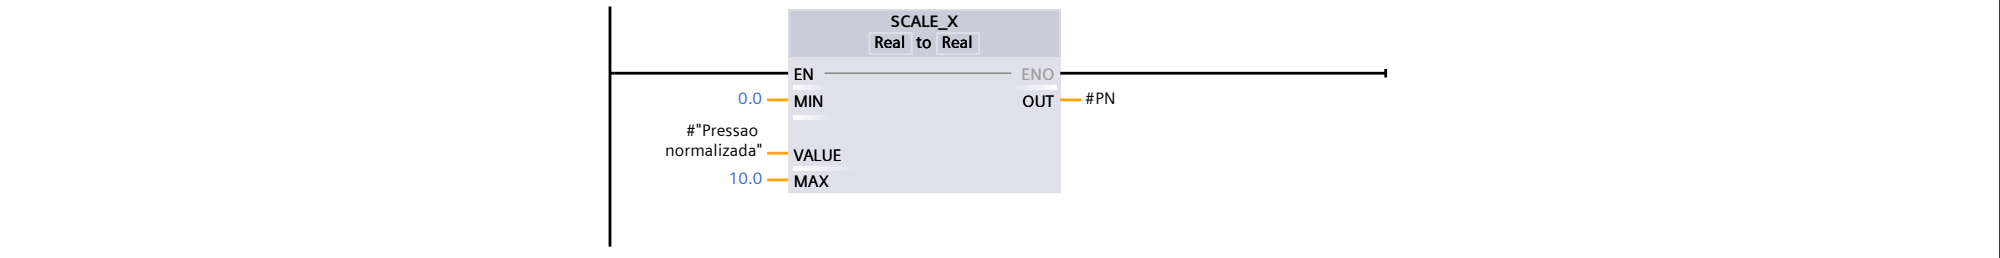 SCALE_X
Real to Real
EN ENO
0.0 MIN OUT #PN
#"Pressao
normalizada" VALUE
10.0 MAX